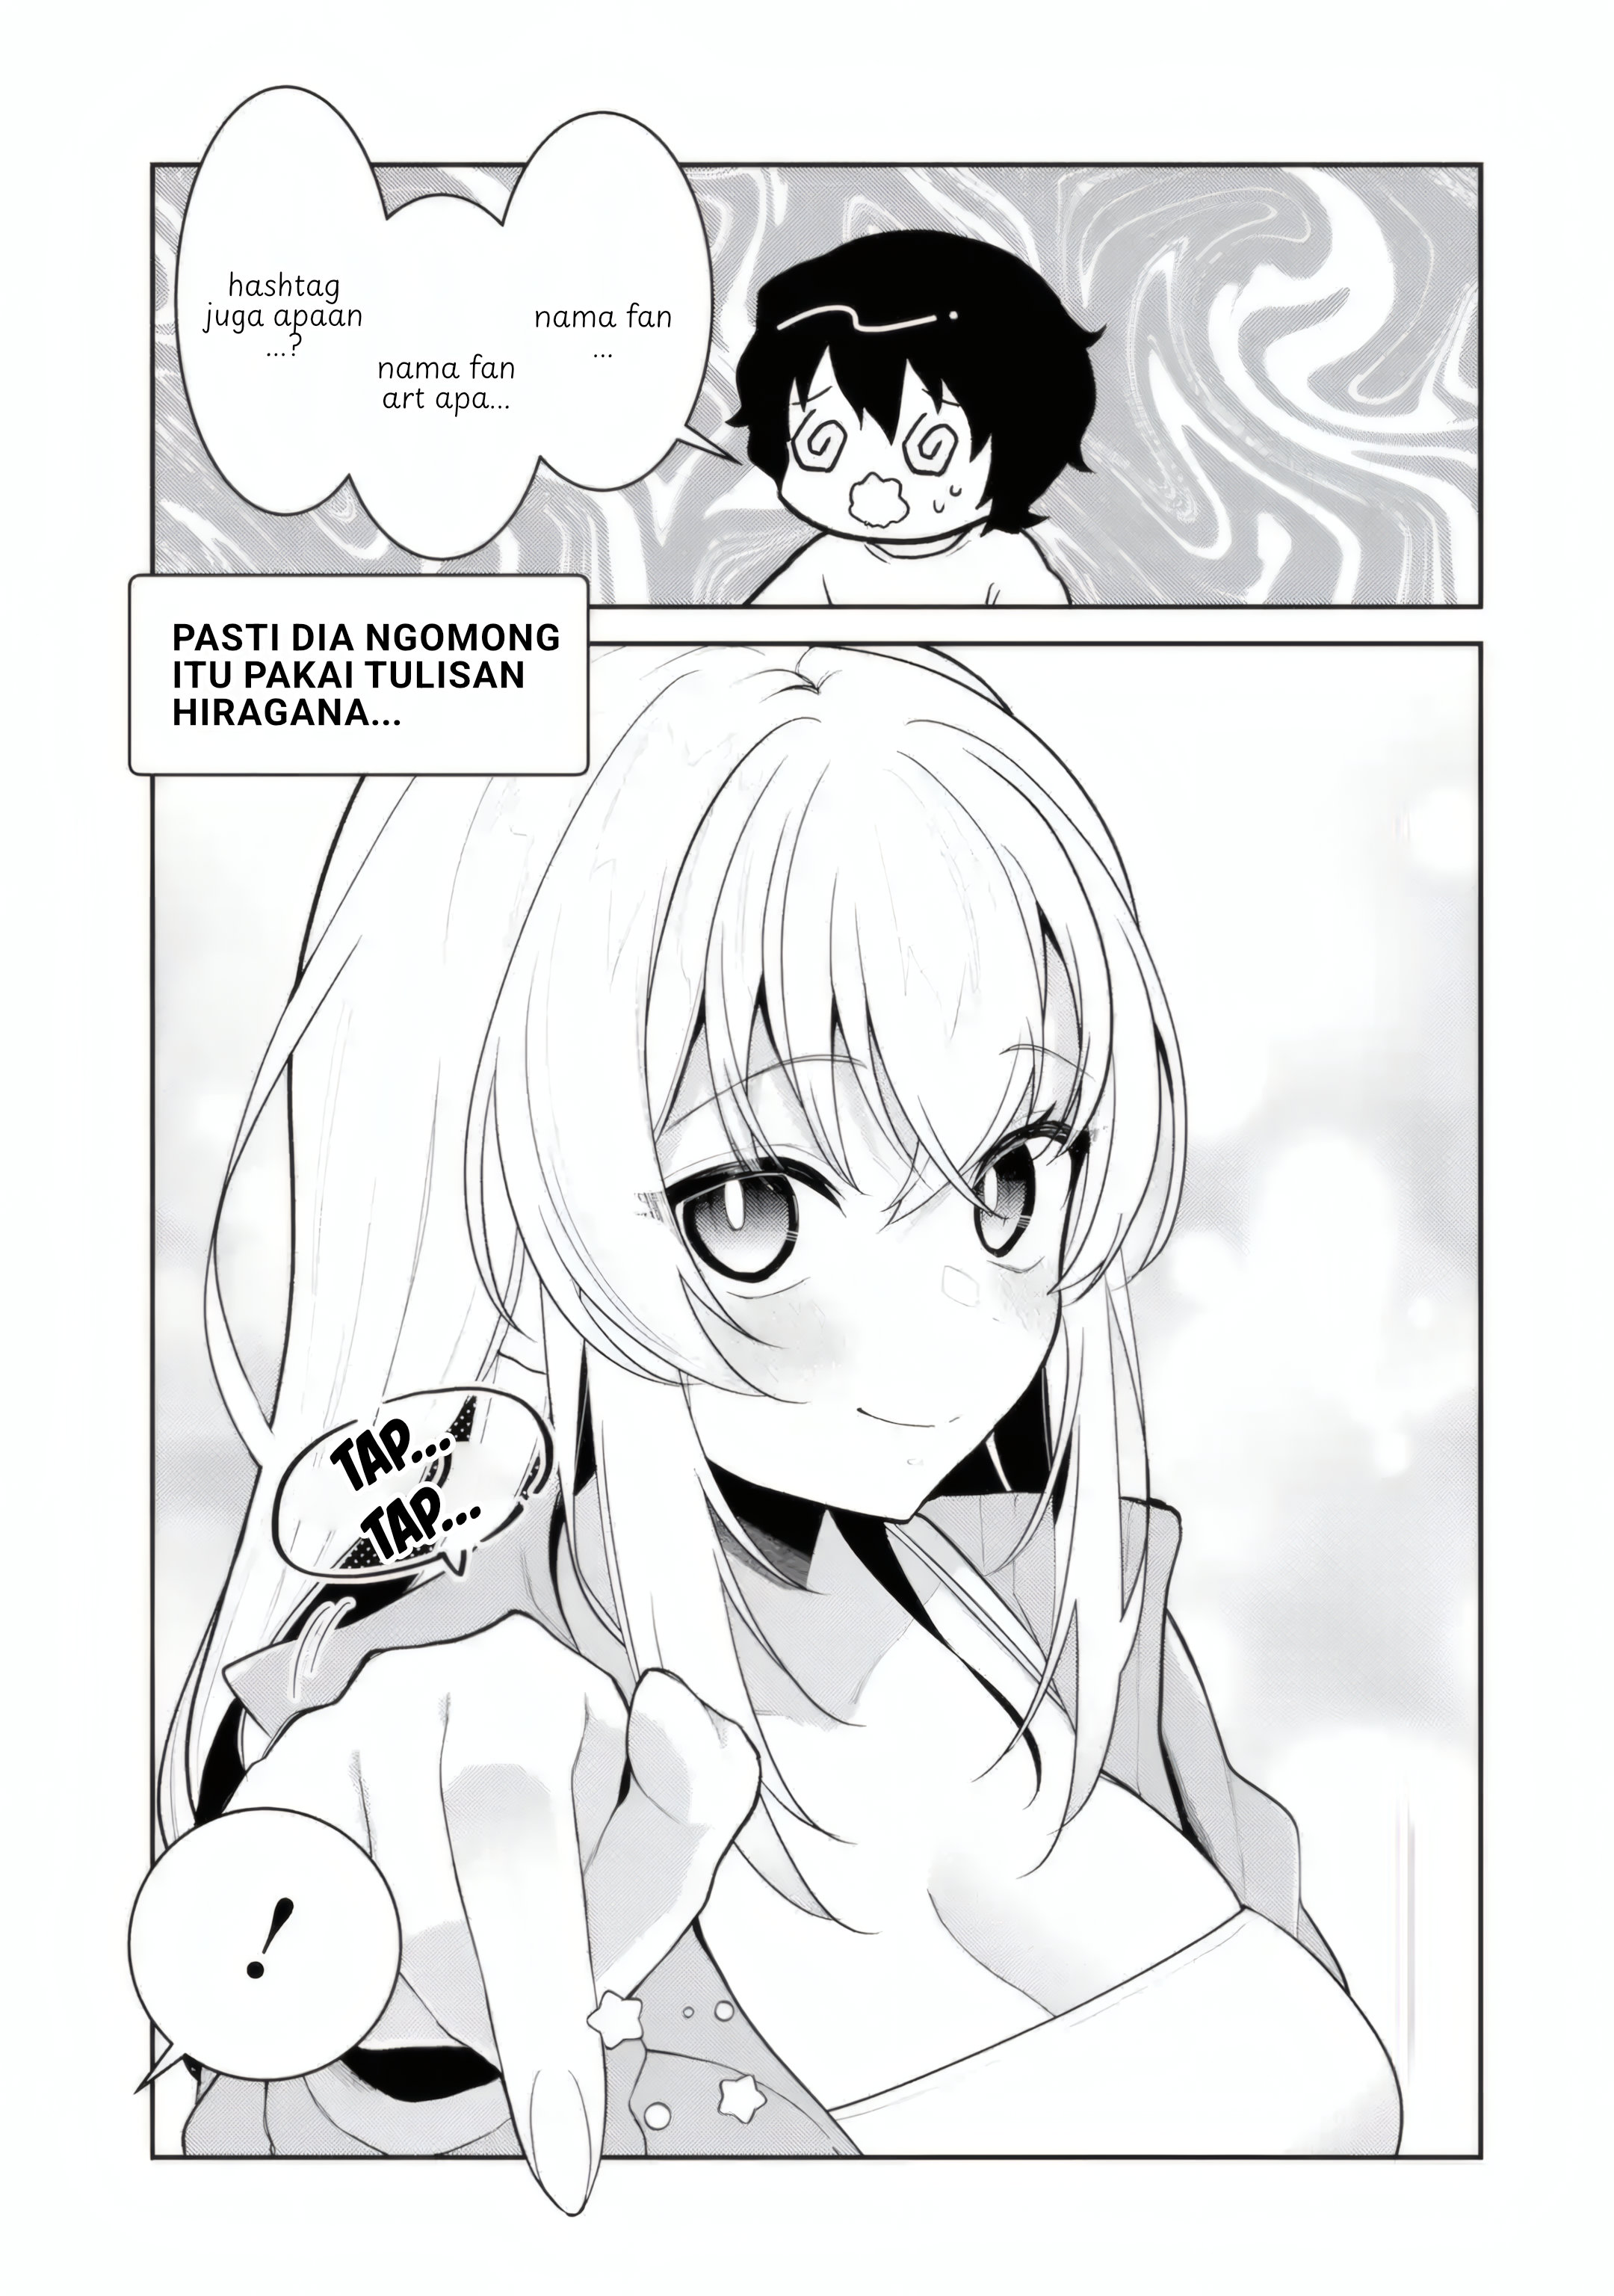 nama fan
...
nama fan
art apa...
hashtag
juga apaan
...?
PASTI DIA NGOMONG
ITU PAKAI TULISAN
HIRAGANA...
TAP...
TAP...
!